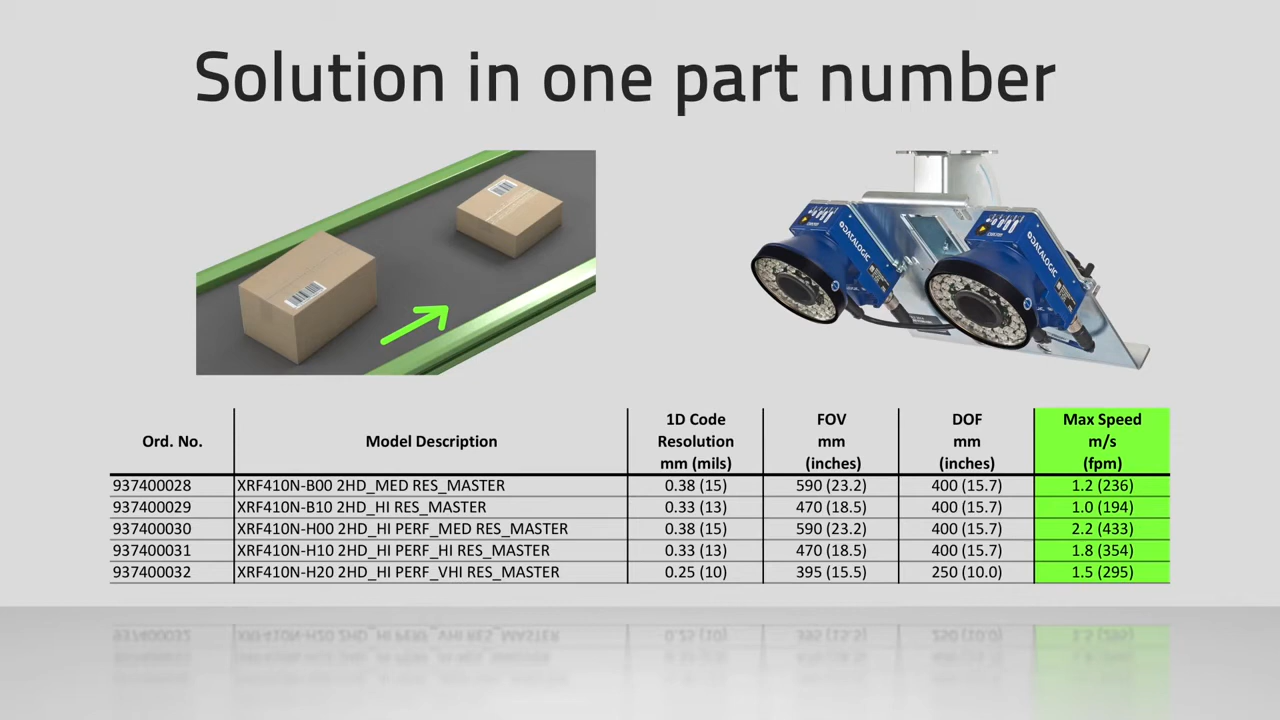 Solution in one part number
DATALOGIC
DATALOGIC
Ord. No. Model Description 1D Code Resolution mm (mils) FOV mm (inches) DOF mm (inches) Max Speed m/s (fpm)
937400028 XRF410N-B00 2HD_MED RES_MASTER 0.38 (15) 590 (23.2) 400 (15.7) 1.2 (236)
937400029 XRF410N-B10 2HD_HI RES_MASTER 0.33 (13) 470 (18.5) 400 (15.7) 1.0 (194)
937400030 XRF410N-H00 2HD_HI PERF_MED RES_MASTER 0.38 (15) 590 (23.2) 400 (15.7) 2.2 (433)
937400031 XRF410N-H10 2HD_HI PERF_HI RES_MASTER 0.33 (13) 470 (18.5) 400 (15.7) 1.8 (354)
937400032 XRF410N-H20 2HD_HI PERF_VHI RES_MASTER 0.25 (10) 395 (15.5) 250 (10.0) 1.5 (295)